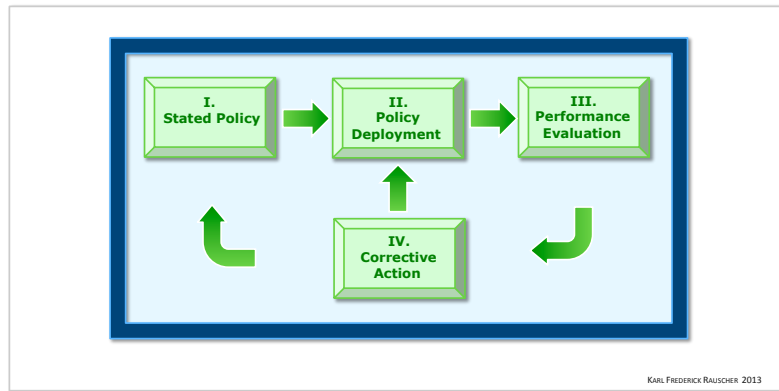 I.
Stated Policy
II.
Policy
Deployment
III.
Performance
Evaluation
IV.
Corrective
Action
KARL FREDERICK RAUSCHER 2013